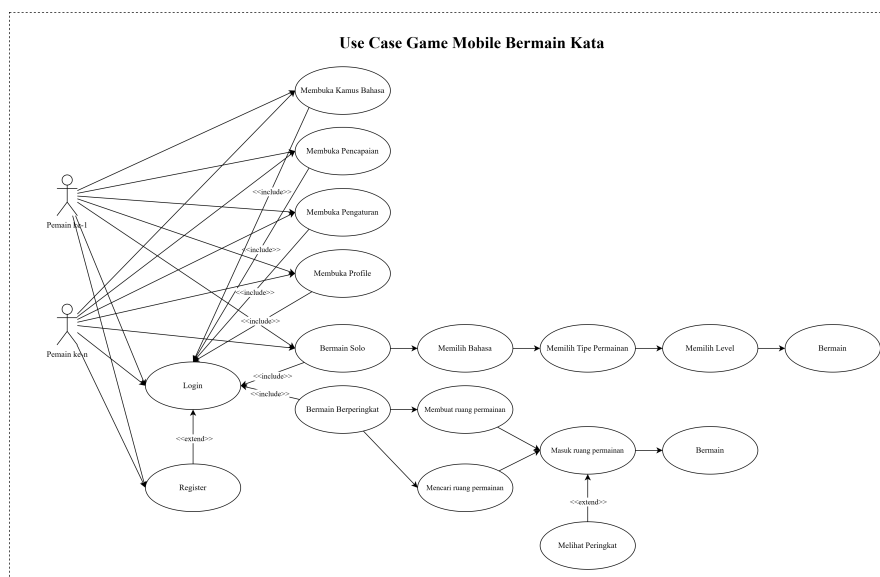 Use Case Game Mobile Bermain Kata
Membuka Kamus Bahasa
Membuka Pencapaian
<<include>>
Pemain ke-1
Membuka Pengaturan
<<include>>
Membuka Profile
<<include>>
<<include>>
Pemain ke-n
Bermain Solo
Memilih Bahasa
Memilih Tipe Permainan
Memilih Level
Bermain
<<include>>
Login
<<include>>
Bermain Berperingkat
Membuat ruang permainan
<<extend>>
Masuk ruang permainan
Bermain
Register
Mencari ruang permainan
<<extend>>
Melihat Peringkat